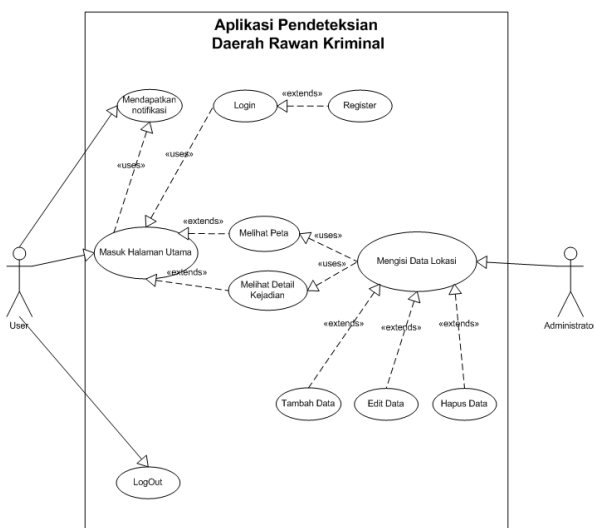 Aplikasi Pendeteksian
Daerah Rawan Kriminal
Mendapatkan
notifikasi
Login
«extends»
Register
«uses»
«uses»
Masuk Halaman Utama
«extends»
Melihat Peta
«uses»
«uses»
Mengisi Data Lokasi
«extends»
Melihat Detail
Kejadian
User
Administrator
«extends»
«extends»
«extends»
Tambah Data
Edit Data
Hapus Data
LogOut